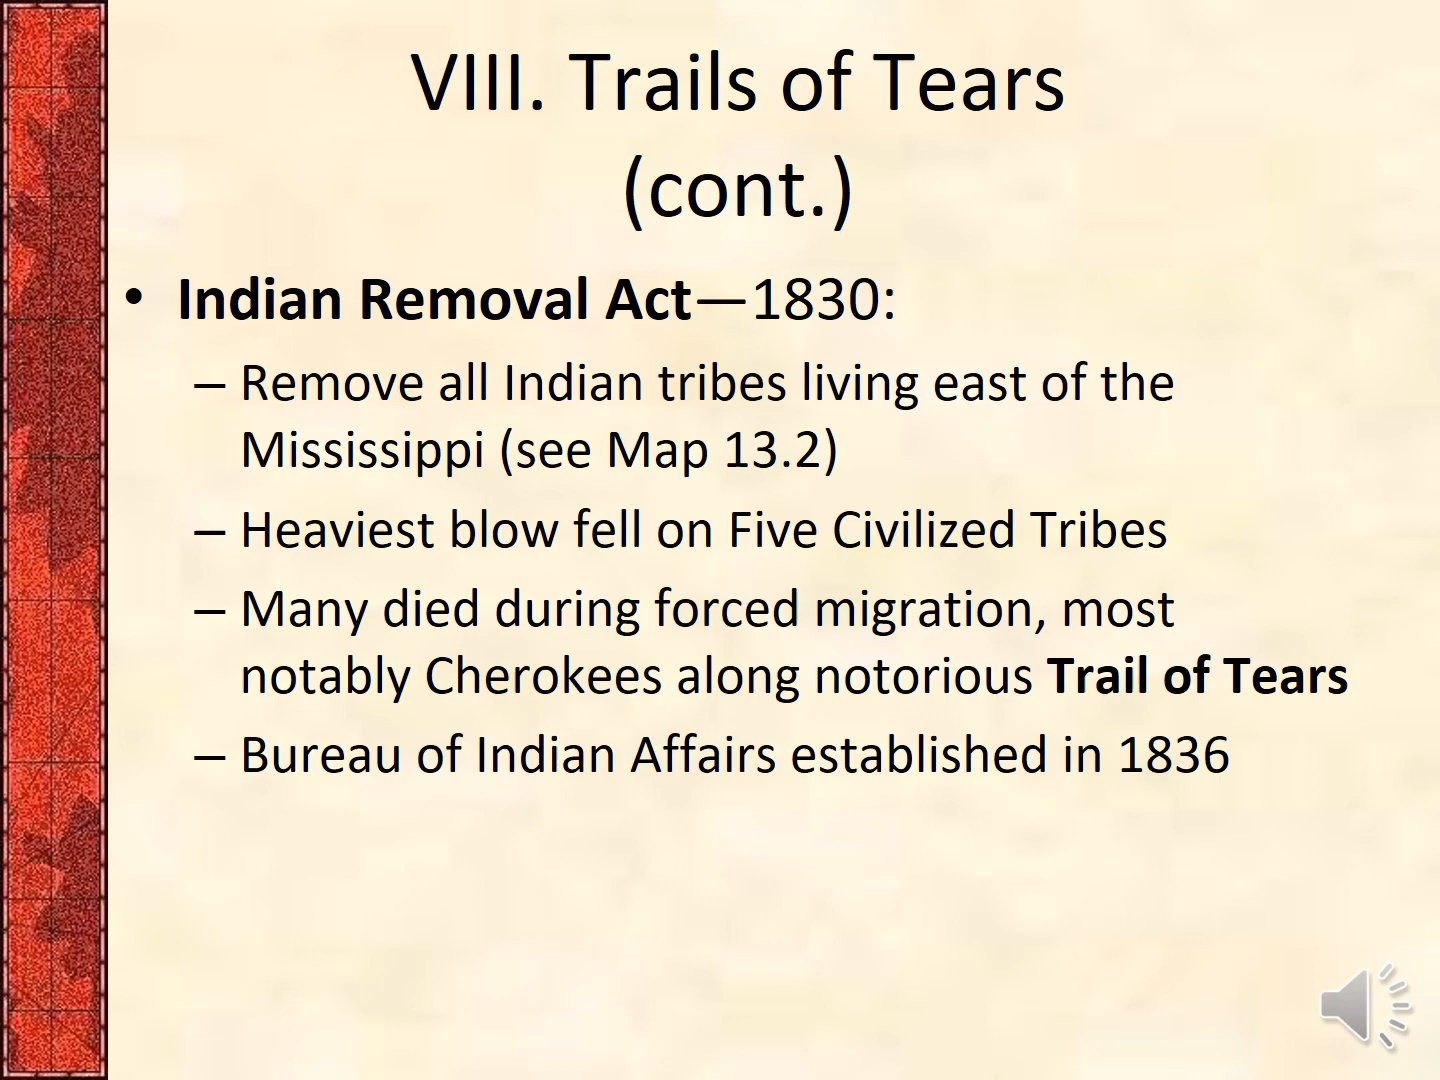 VIII. Trails of Tears
(cont.)
• Indian Removal Act—1830:
– Remove all Indian tribes living east of the
Mississippi (see Map 13.2)
– Heaviest blow fell on Five Civilized Tribes
– Many died during forced migration, most
notably Cherokees along notorious Trail of Tears
– Bureau of Indian Affairs established in 1836